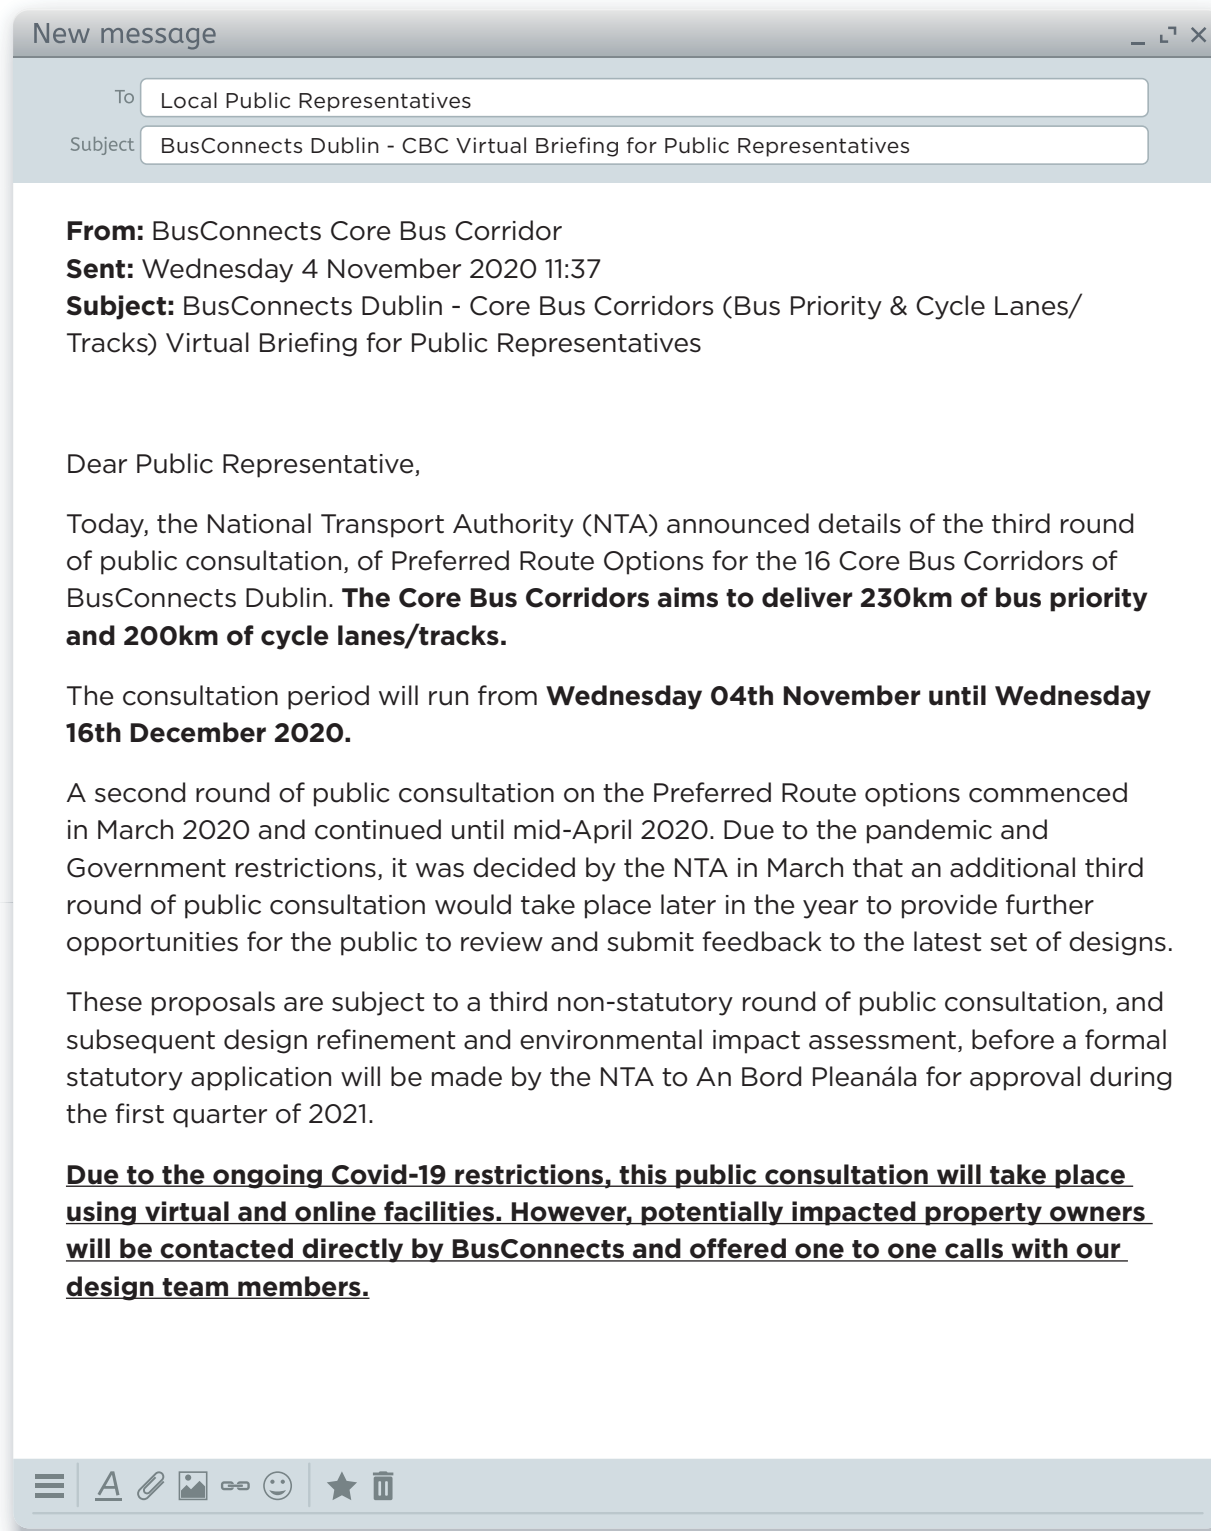 New message
To Local Public Representatives
Subject BusConnects Dublin - CBC Virtual Briefing for Public Representatives
From: BusConnects Core Bus Corridor
Sent: Wednesday 4 November 2020 11:37
Subject: BusConnects Dublin - Core Bus Corridors (Bus Priority & Cycle Lanes/
Tracks) Virtual Briefing for Public Representatives
Dear Public Representative,
Today, the National Transport Authority (NTA) announced details of the third round
of public consultation, of Preferred Route Options for the 16 Core Bus Corridors of
BusConnects Dublin. The Core Bus Corridors aims to deliver 230km of bus priority
and 200km of cycle lanes/tracks.
The consultation period will run from Wednesday 04th November until Wednesday
16th December 2020.
A second round of public consultation on the Preferred Route options commenced
in March 2020 and continued until mid-April 2020. Due to the pandemic and
Government restrictions, it was decided by the NTA in March that an additional third
round of public consultation would take place later in the year to provide further
opportunities for the public to review and submit feedback to the latest set of designs.
These proposals are subject to a third non-statutory round of public consultation, and
subsequent design refinement and environmental impact assessment, before a formal
statutory application will be made by the NTA to An Bord Pleanála for approval during
the first quarter of 2021.
Due to the ongoing Covid-19 restrictions, this public consultation will take place
using virtual and online facilities. However, potentially impacted property owners
will be contacted directly by BusConnects and offered one to one calls with our
design team members.
A